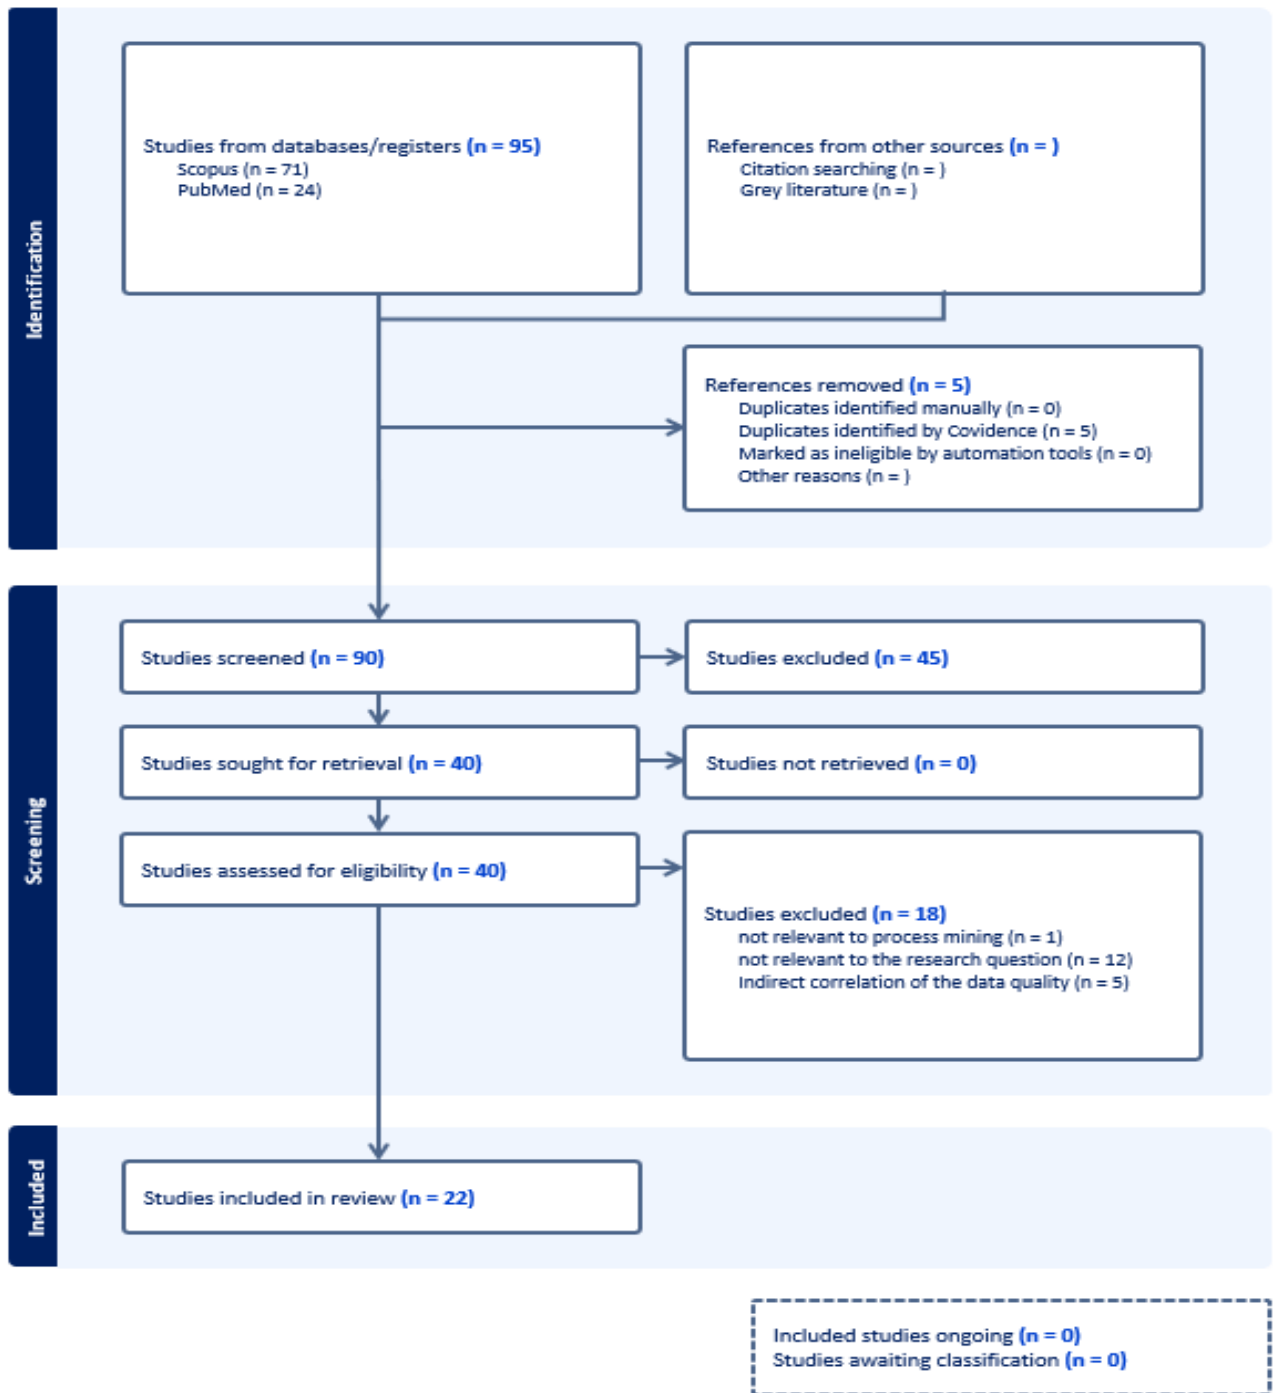 Identification
Studies from databases/registers (n = 95)
Scopus (n = 71)
PubMed (n = 24)
References from other sources (n = )
Citation searching (n = )
Grey literature (n = )
References removed (n = 5)
Duplicates identified manually (n = 0)
Duplicates identified by Covidence (n = 5)
Marked as ineligible by automation tools (n = 0)
Other reasons (n = )
Screening
Studies screened (n = 90)
Studies excluded (n = 45)
Studies sought for retrieval (n = 40)
Studies not retrieved (n = 0)
Studies assessed for eligibility (n = 40)
Studies excluded (n = 18)
not relevant to process mining (n = 1)
not relevant to the research question (n = 12)
Indirect correlation of the data quality (n = 5)
Included
Studies included in review (n = 22)
Included studies ongoing (n = 0)
Studies awaiting classification (n = 0)